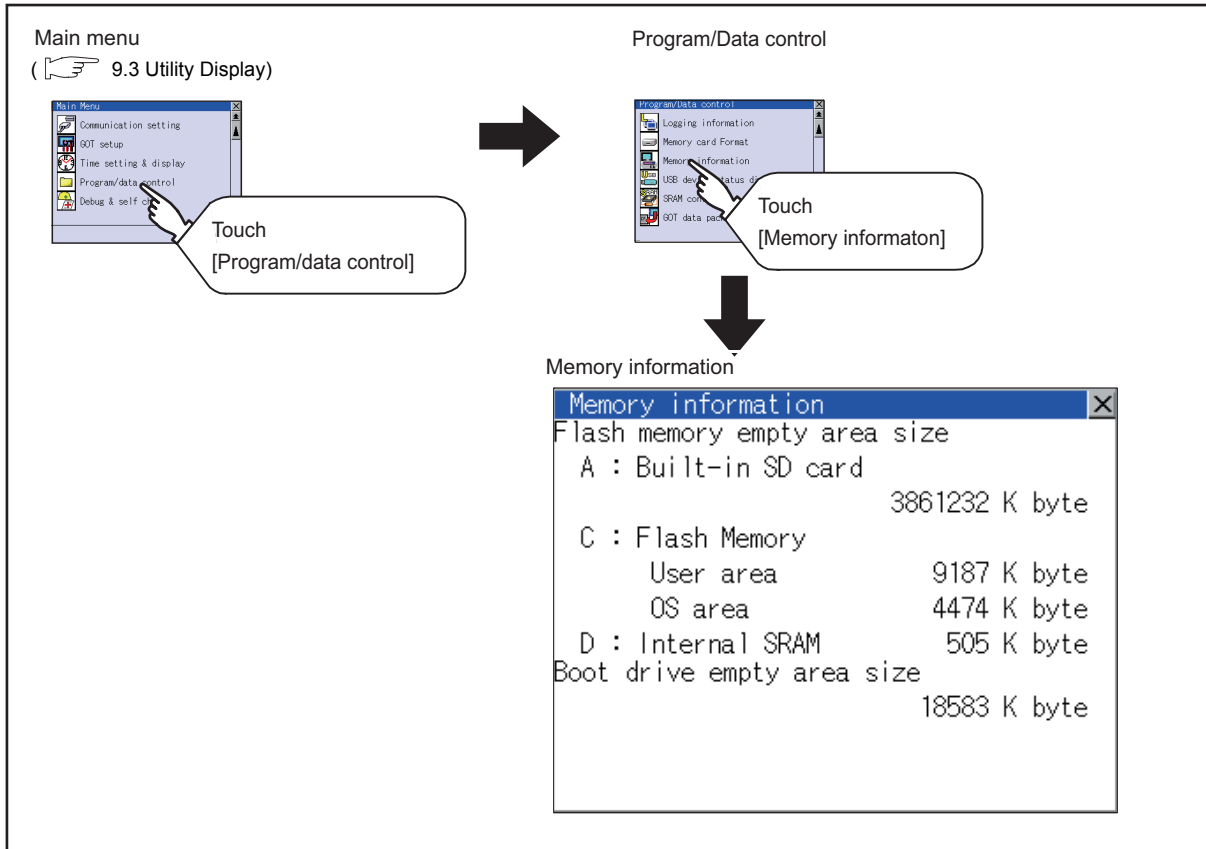 Main menu
( 9.3 Utility Display)
Main Menu
Communication setting
GOT setup
Time setting & display
Program/data control
Debug & self ch
Touch
[Program/data control]
Program/Data control
Program/Data control
Logging information
Memory card Format
Memory information
USB dev status di
SRAM con
GOT data pac
Touch
[Memory informaton]
Memory information
Memory information
Flash memory empty area size
A : Built-in SD card
3861232 K byte
C : Flash Memory
User area 9187 K byte
OS area 4474 K byte
D : Internal SRAM 505 K byte
Boot drive empty area size
18583 K byte